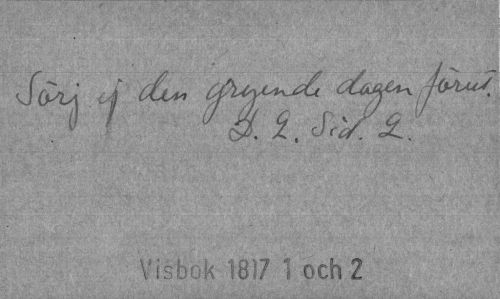 Sörj ej den gryende dagen förut.
D. 2. Sid. 2.
Visbok 1817 1 och 2